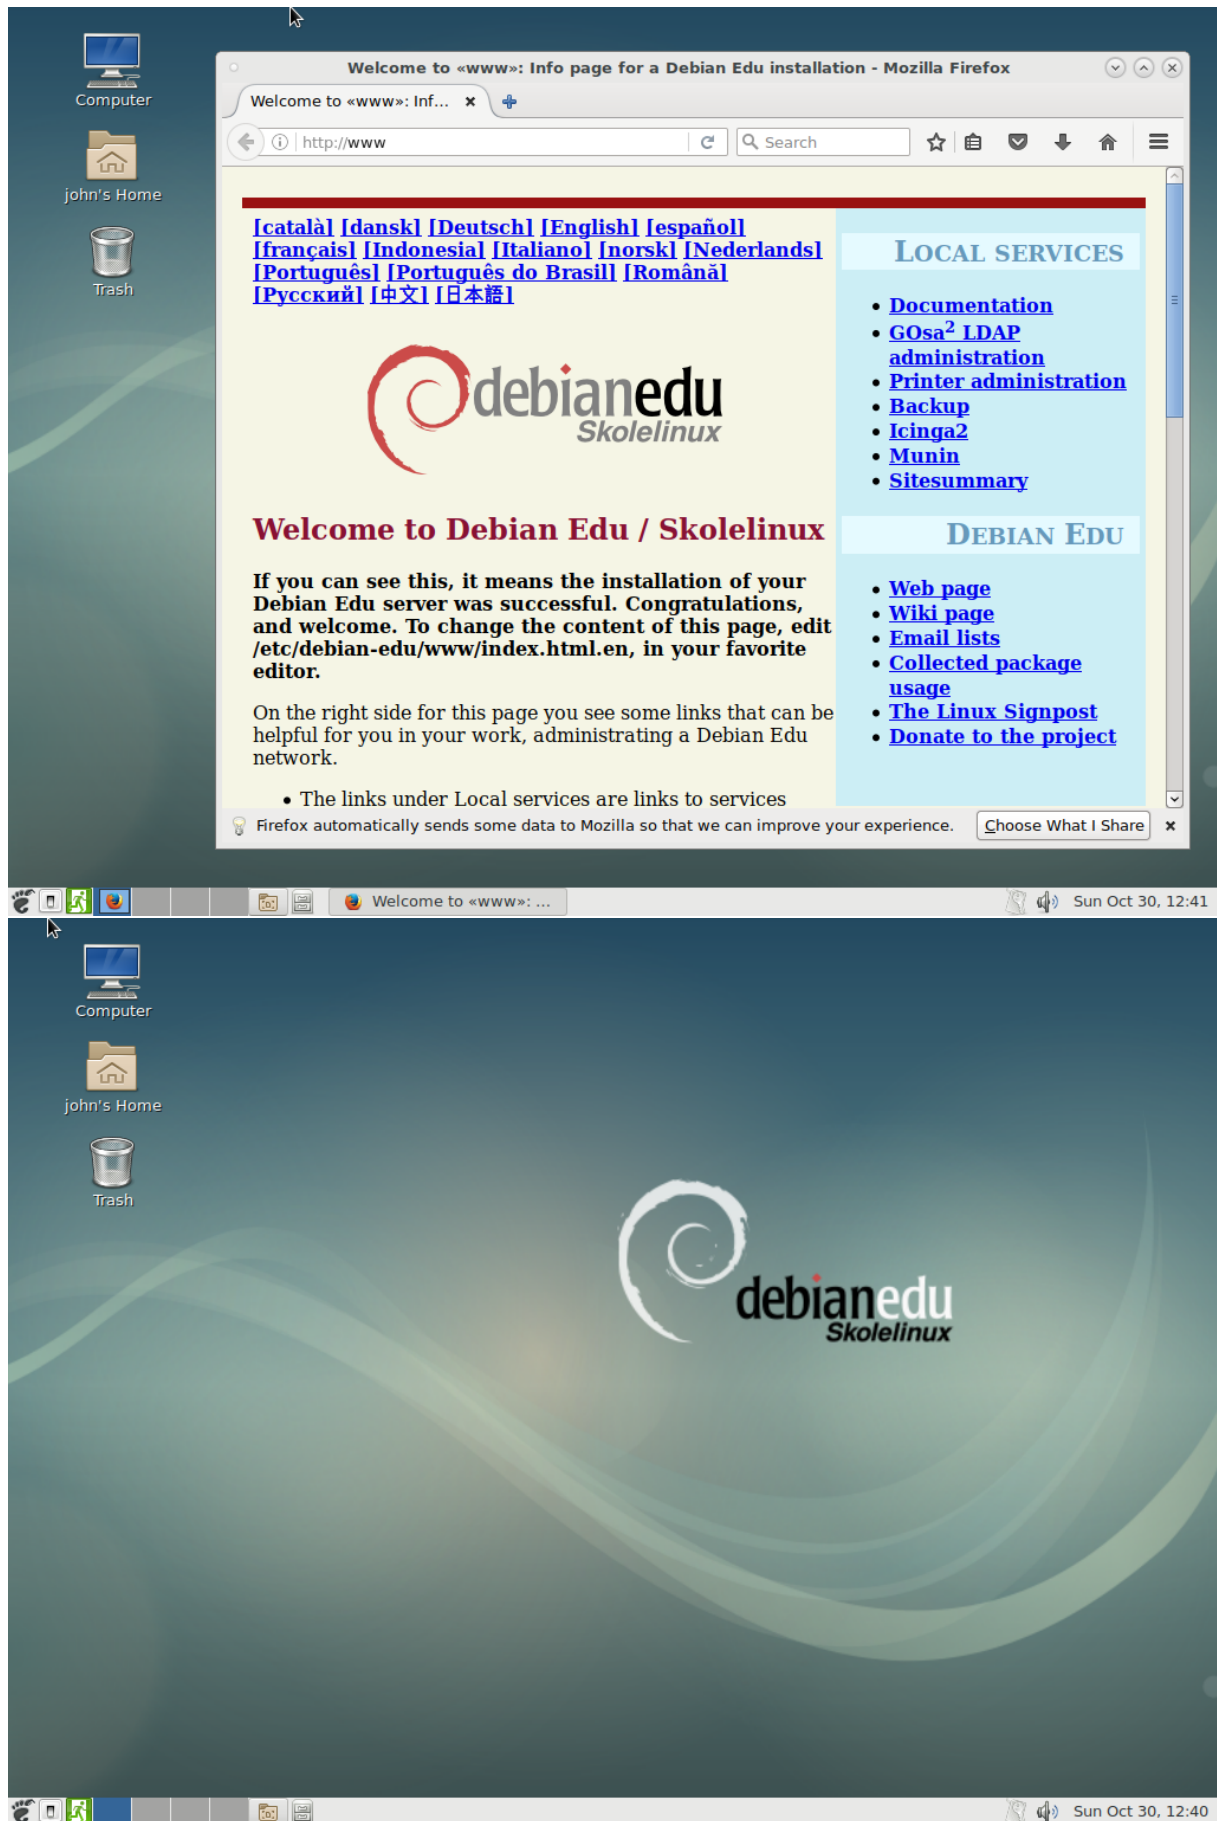 Computer
john's Home
Trash
Welcome to «www»: Info page for a Debian Edu installation - Mozilla Firefox
Welcome to «www»: Inf...
http://www
Search
[català] [dansk] [Deutsch] [English] [español]
[français] [Indonesia] [Italiano] [norsk] [Nederlands]
[Português] [Português do Brasil] [Română]
[Русский] [中文] [日本語]
debianedu
Skolelinux
Welcome to Debian Edu / Skolelinux
If you can see this, it means the installation of your
Debian Edu server was successful. Congratulations,
and welcome. To change the content of this page, edit
/etc/debian-edu/www/index.html.en, in your favorite
editor.
On the right side for this page you see some links that can be
helpful for you in your work, administrating a Debian Edu
network.
• The links under Local services are links to services
Local services
• Documentation
• GOsa² LDAP
administration
• Printer administration
• Backup
• Icinga2
• Munin
• Sitesummary
Debian Edu
• Web page
• Wiki page
• Email lists
• Collected package
usage
• The Linux Signpost
• Donate to the project
Firefox automatically sends some data to Mozilla so that we can improve your experience.
Choose What I Share
Welcome to «www»: ...
Sun Oct 30, 12:41
Computer
john's Home
Trash
debianedu
Skolelinux
Sun Oct 30, 12:40